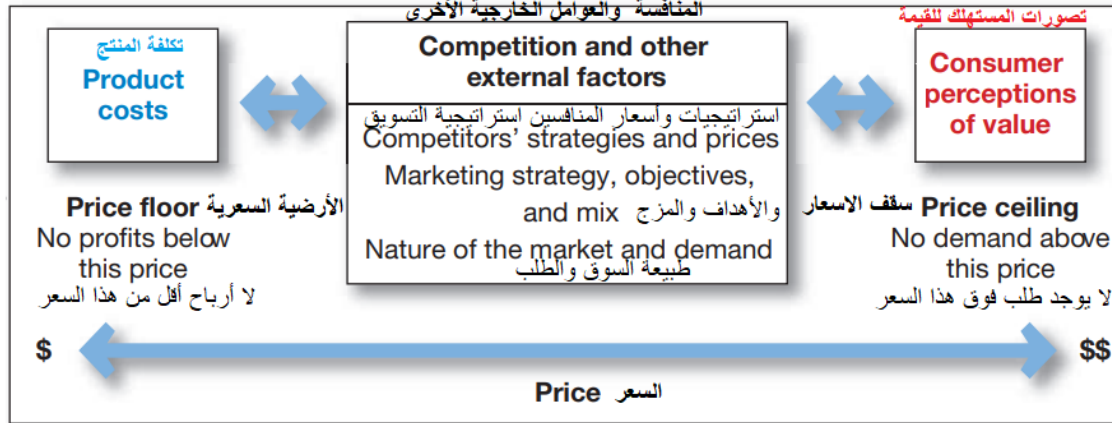 المنافسة والعوامل الخارجية الأخرى
تصورات المستهلك للقيمة
تكلفة المنتج
Product
costs
Competition and other
external factors
استراتيجيات وأسعار المنافسين استراتيجية التسويق
Competitors' strategies and prices
Marketing strategy, objectives,
and mix والأهداف والمزج
Nature of the market and demand
طبيعة السوق والطلب
Consumer
perceptions
of value
Price floor الأرضية السعرية
No profits below
this price
لا أرباح أقل من هذا السعر
سقف الاسعار Price ceiling
No demand above
this price
لا يوجد طلب فوق هذا السعر
$
$$
Price السعر